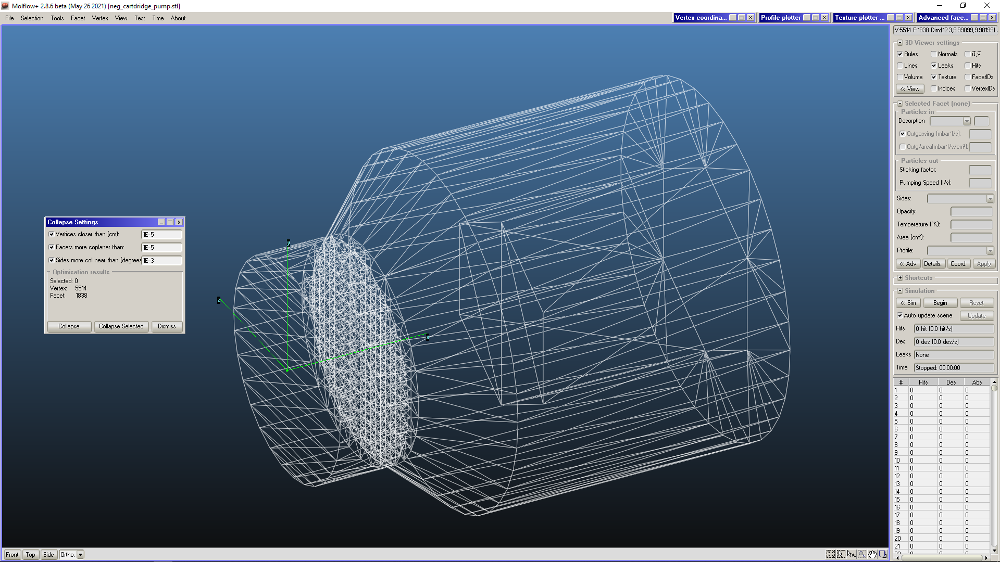 Molflow+ 2.8.6 beta (May 26 2021) [neg_cartdridge_pump.stl]
File Selection Tools Facet Vertex View Test Time About
Vertex coordina... Profile plotter Texture plotter ... Advanced face...
V:5514 F:1838 Dim:(12.3,9.99099,9.98199)
3D Viewer settings
Rules Normals u,v
Lines Leaks Hits
Volume Texture FacetIDs
<< View Indices VertexIDs
Selected Facet (none)
Particles in
Desorption
Outgassing (mbar*l/s):
Outg/area(mbar*l/s/cm²):
Particles out
Sticking factor:
Pumping Speed (l/s):
Sides:
Opacity:
Temperature (°K):
Area (cm²):
Profile:
<< Adv Details... Coord. Apply
Shortcuts
Simulation
<< Sim Begin Reset
Auto update scene Update
Hits 0 hit (0.0 hit/s)
Des. 0 des (0.0 des/s)
Leaks None
Time Stopped: 00:00:00
# Hits Des Abs
1 0 0 0
2 0 0 0
3 0 0 0
4 0 0 0
5 0 0 0
6 0 0 0
7 0 0 0
8 0 0 0
9 0 0 0
10 0 0 0
11 0 0 0
12 0 0 0
13 0 0 0
14 0 0 0
15 0 0 0
16 0 0 0
17 0 0 0
18 0 0 0
19 0 0 0
20 0 0 0
21 0 0 0
Collapse Settings
Vertices closer than (cm): 1E-5
Facets more coplanar than: 1E-5
Sides more collinear than (degrees 1E-3
Optimisation results
Selected: 0
Vertex: 5514
Facet: 1838
Collapse Collapse Selected Dismiss
y
z
x
Front Top Side Ortho.